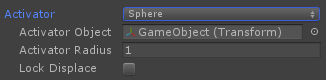 Activator Sphere
Activator Object GameObject (Transform)
Activator Radius 1
Lock Displace